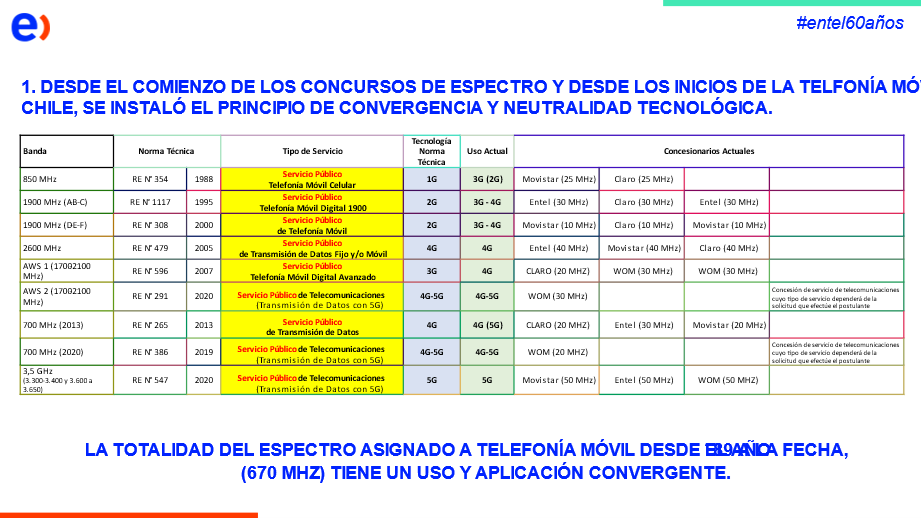 e)
#entel60años
1. DESDE EL COMIENZO DE LOS CONCURSOS DE ESPECTRO Y DESDE LOS INICIOS DE LA TELFONÍA MÓ
CHILE, SE INSTALÓ EL PRINCIPIO DE CONVERGENCIA Y NEUTRALIDAD TECNOLÓGICA.
Banda Norma Técnica Tipo de Servicio Tecnología Norma Técnica Uso Actual Concesionarios Actuales
850 MHz RE N° 354 1988 Servicio Público Telefonía Móvil Celular 1G 3G (2G) Movistar (25 MHz) Claro (25 MHz)
1900 MHz (AB-C) RE N° 1117 1995 Servicio Público Telefonía Móvil Digital 1900 2G 3G - 4G Entel (30 MHz) Claro (30 MHz) Entel (30 MHz)
1900 MHz (DE-F) RE N° 308 2000 Servicio Público de Telefonía Móvil 2G 3G - 4G Movistar (10 MHz) Claro (10 MHz) Movistar (10 MHz)
2600 MHz RE N° 479 2005 Servicio Público de Transmisión de Datos Fijo y/o Móvil 4G 4G Entel (40 MHz) Movistar (40 MHz) Claro (40 MHz)
AWS 1 (1700 2100 MHz) RE N° 596 2007 Servicio Público Telefonía Móvil Digital Avanzado 3G 4G CLARO (20 MHZ) WOM (30 MHz) WOM (30 MHz)
AWS 2 (1700 2100 MHz) RE N° 291 2020 Servicio Público de Telecomunicaciones (Transmisión de Datos con 5G) 4G-5G 4G-5G WOM (30 MHz) Concesión de servicio de telecomunicaciones cuyo tipo de servicio dependerá de la solicitud que efectúe el postulante
700 MHz (2013) RE N° 265 2013 Servicio Público de Transmisión de Datos 4G 4G (5G) CLARO (20 MHZ) Entel (30 MHz) Movistar (20 MHz)
700 MHz (2020) RE N° 386 2019 Servicio Público de Telecomunicaciones (Transmisión de Datos con 5G) 4G-5G 4G-5G WOM (20 MHz) Concesión de servicio de telecomunicaciones cuyo tipo de servicio dependerá de la solicitud que efectúe el postulante
3,5 GHz (3.300-3.400 y 3.600 a 3.650) RE N° 547 2020 Servicio Público de Telecomunicaciones (Transmisión de Datos con 5G) 5G 5G Movistar (50 MHz) Entel (50 MHz) WOM (50 MHZ)
LA TOTALIDAD DEL ESPECTRO ASIGNADO A TELEFONÍA MÓVIL DESDE EL AÑO A LA FECHA,
(670 MHZ) TIENE UN USO Y APLICACIÓN CONVERGENTE.